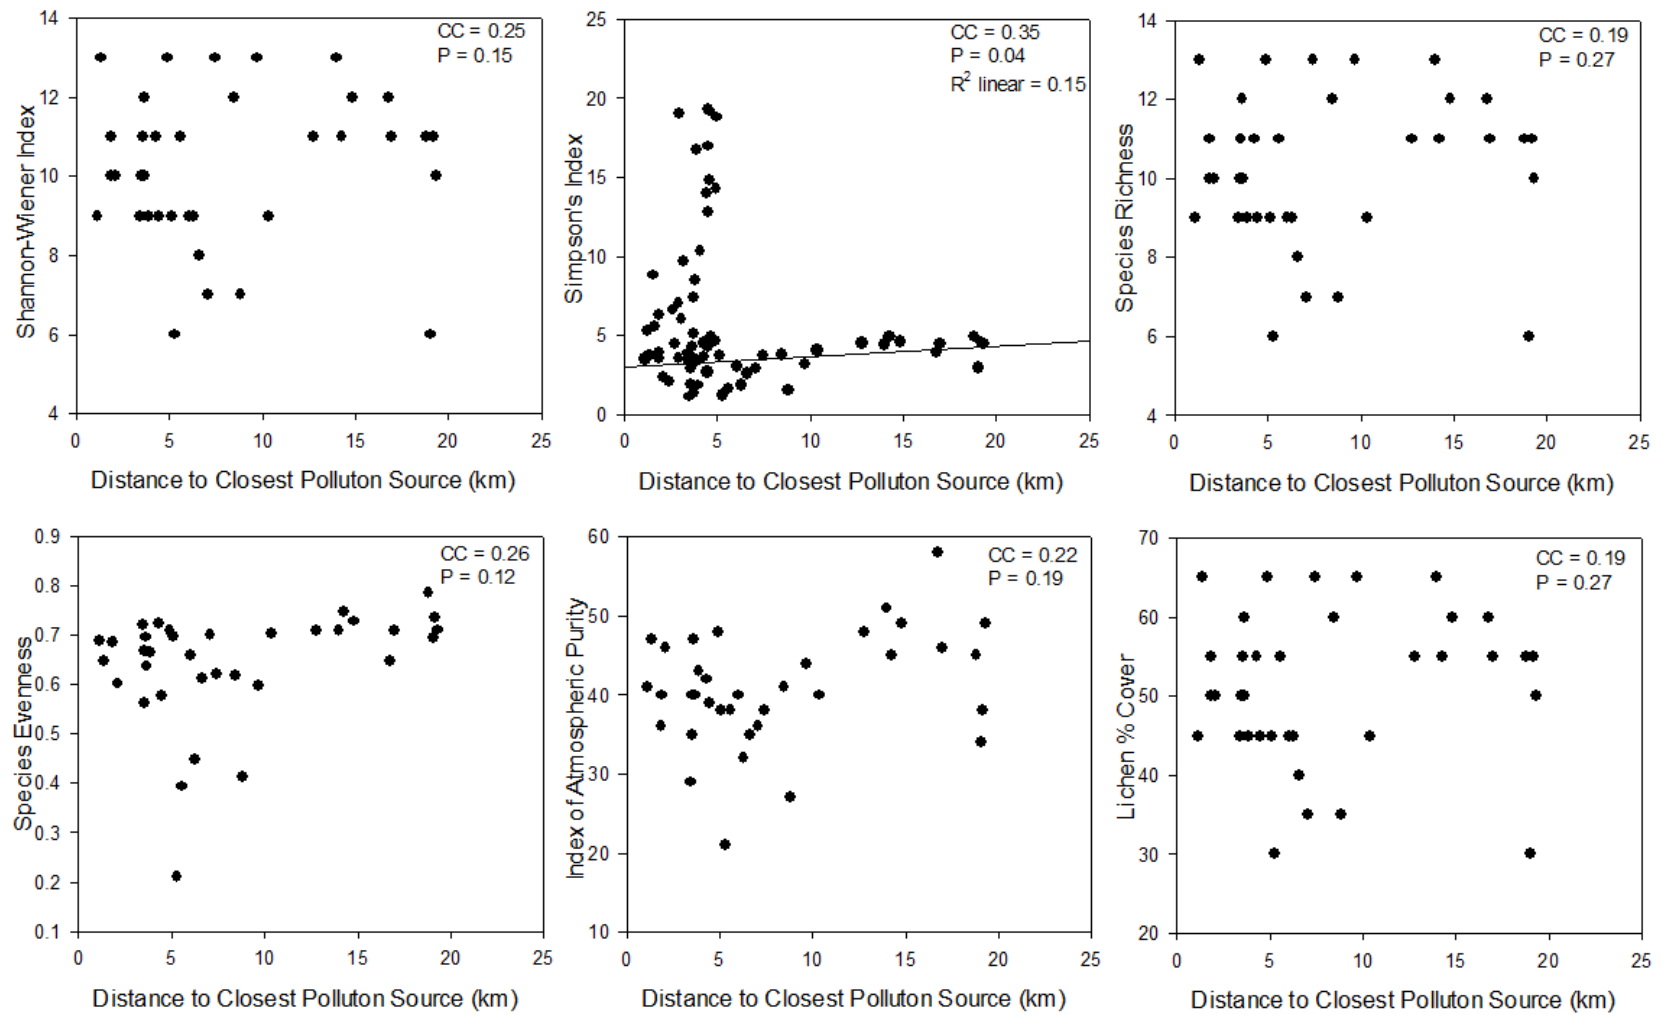 CC = 0.25
P = 0.15
14
12
10
8
6
4
Shannon-Wiener Index
0 5 10 15 20 25
Distance to Closest Polluton Source (km)
CC = 0.35
P = 0.04
R² linear = 0.15
25
20
15
10
5
0
Simpson's Index
0 5 10 15 20 25
Distance to Closest Polluton Source (km)
CC = 0.19
P = 0.27
14
12
10
8
6
4
Species Richness
0 5 10 15 20 25
Distance to Closest Polluton Source (km)
CC = 0.26
P = 0.12
0.9
0.8
0.7
0.6
0.5
0.4
0.3
0.2
0.1
Species Evenness
0 5 10 15 20 25
Distance to Closest Polluton Source (km)
CC = 0.22
P = 0.19
60
50
40
30
20
10
Index of Atmospheric Purity
0 5 10 15 20 25
Distance to Closest Polluton Source (km)
CC = 0.19
P = 0.27
70
60
50
40
30
20
Lichen % Cover
0 5 10 15 20 25
Distance to Closest Polluton Source (km)